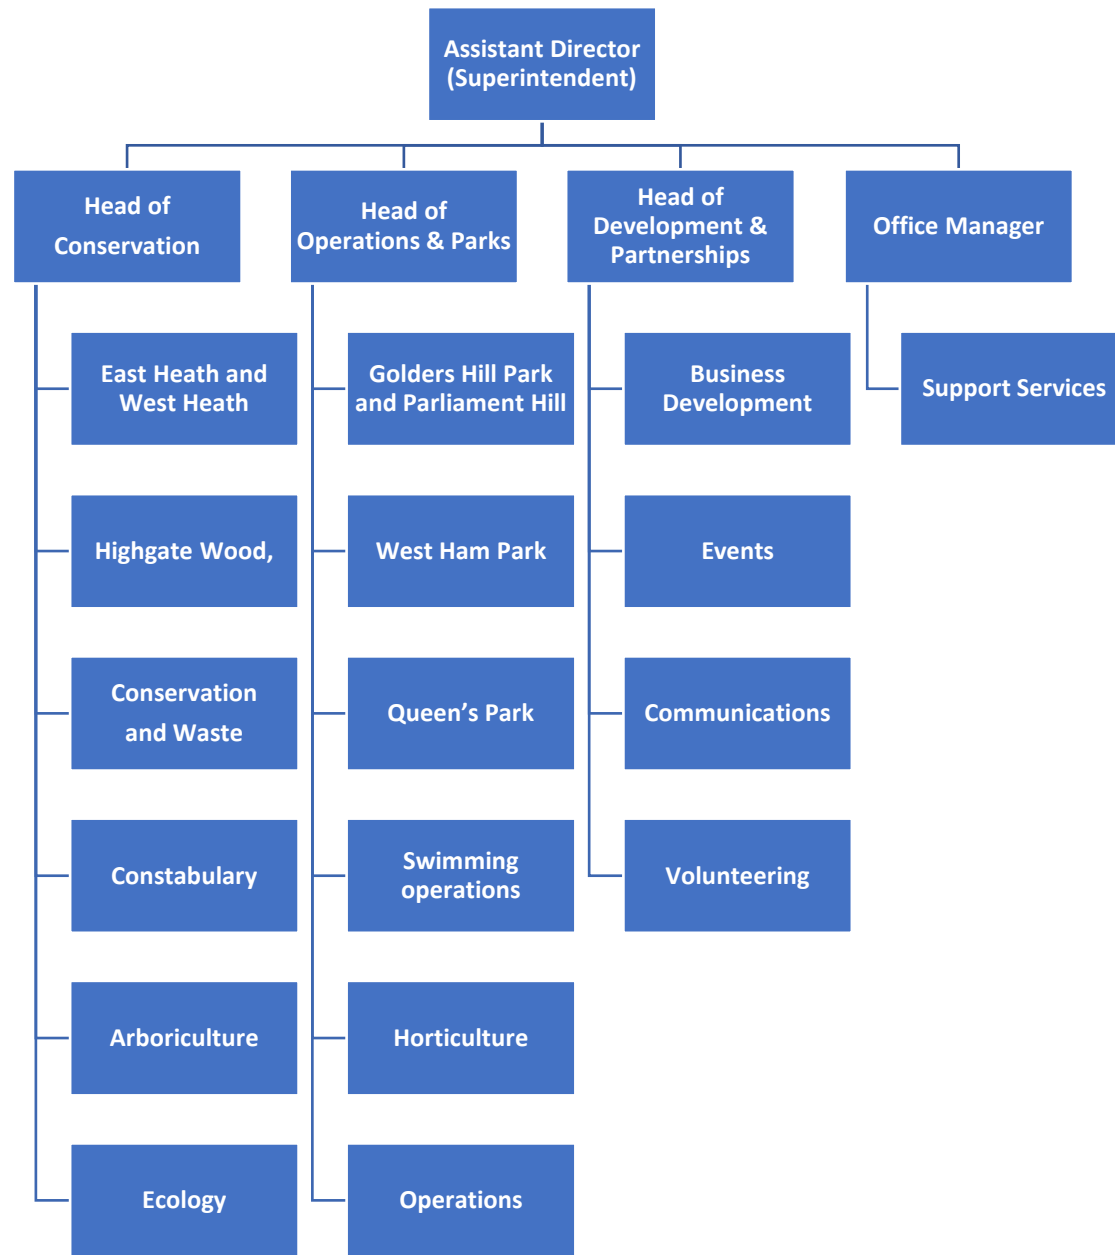 Assistant Director
(Superintendent)
Head of
Conservation
Head of
Operations & Parks
Head of
Development &
Partnerships
Office Manager
East Heath and
West Heath
Golders Hill Park
and Parliament Hill
Business
Development
Support Services
Highgate Wood,
West Ham Park
Events
Conservation
and Waste
Queen’s Park
Communications
Constabulary
Swimming
operations
Volunteering
Arboriculture
Horticulture
Ecology
Operations